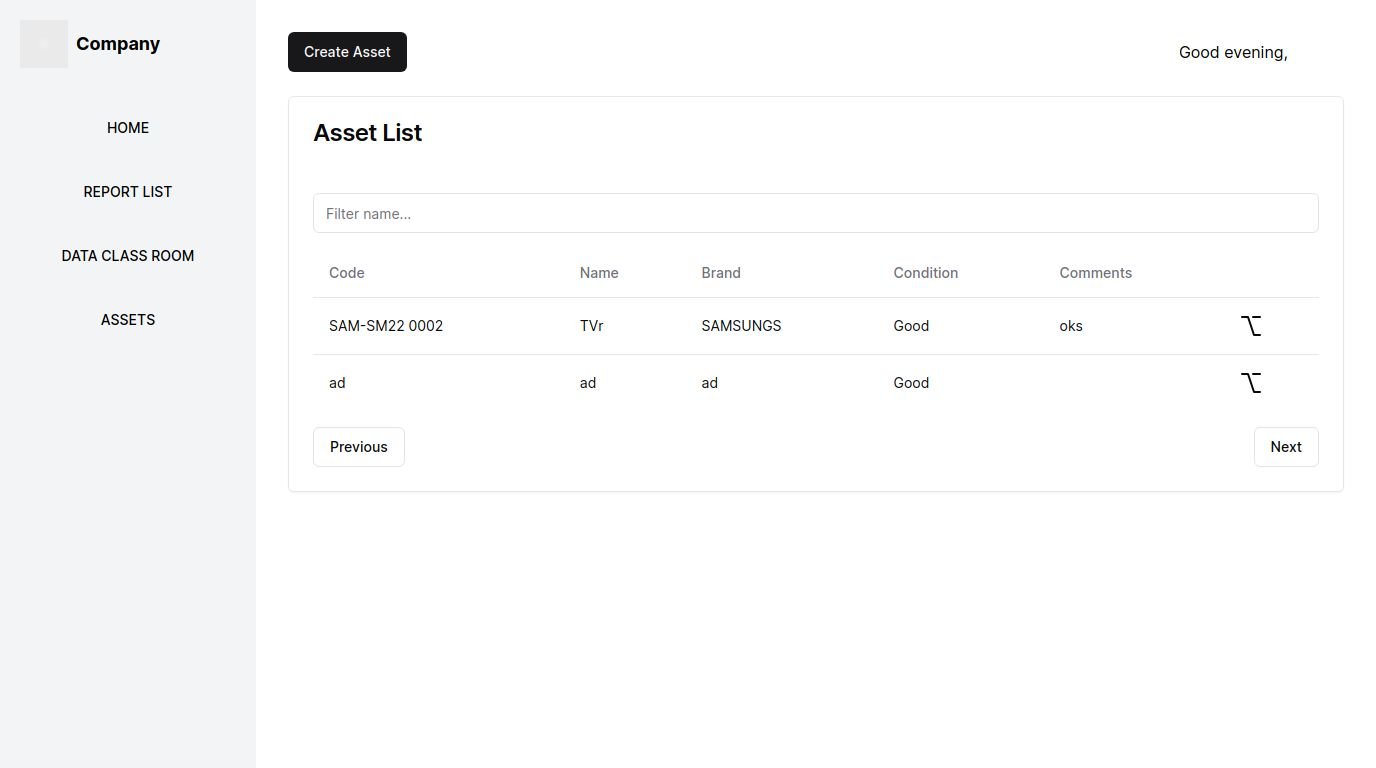 Company
HOME
REPORT LIST
DATA CLASS ROOM
ASSETS
Create Asset
Good evening,
Asset List
Filter name...
Code Name Brand Condition Comments
SAM-SM22 0002 TVr SAMSUNGS Good oks
ad ad ad Good
Previous Next